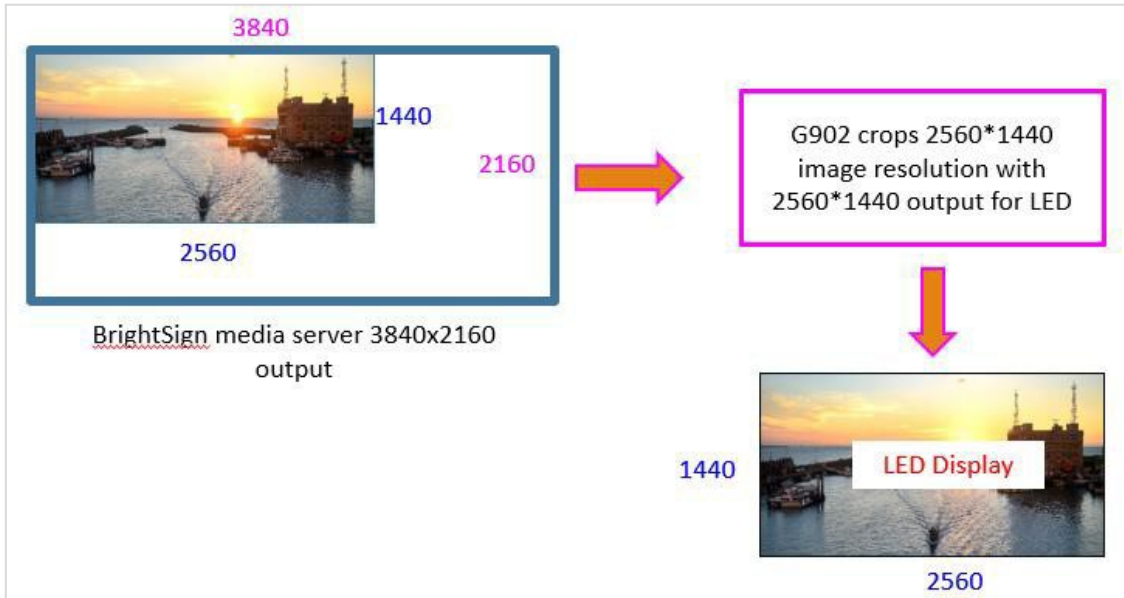 3840
1440
2160
2560
BrightSign media server 3840x2160
output
G902 crops 2560*1440
image resolution with
2560*1440 output for LED
LED Display
1440
2560